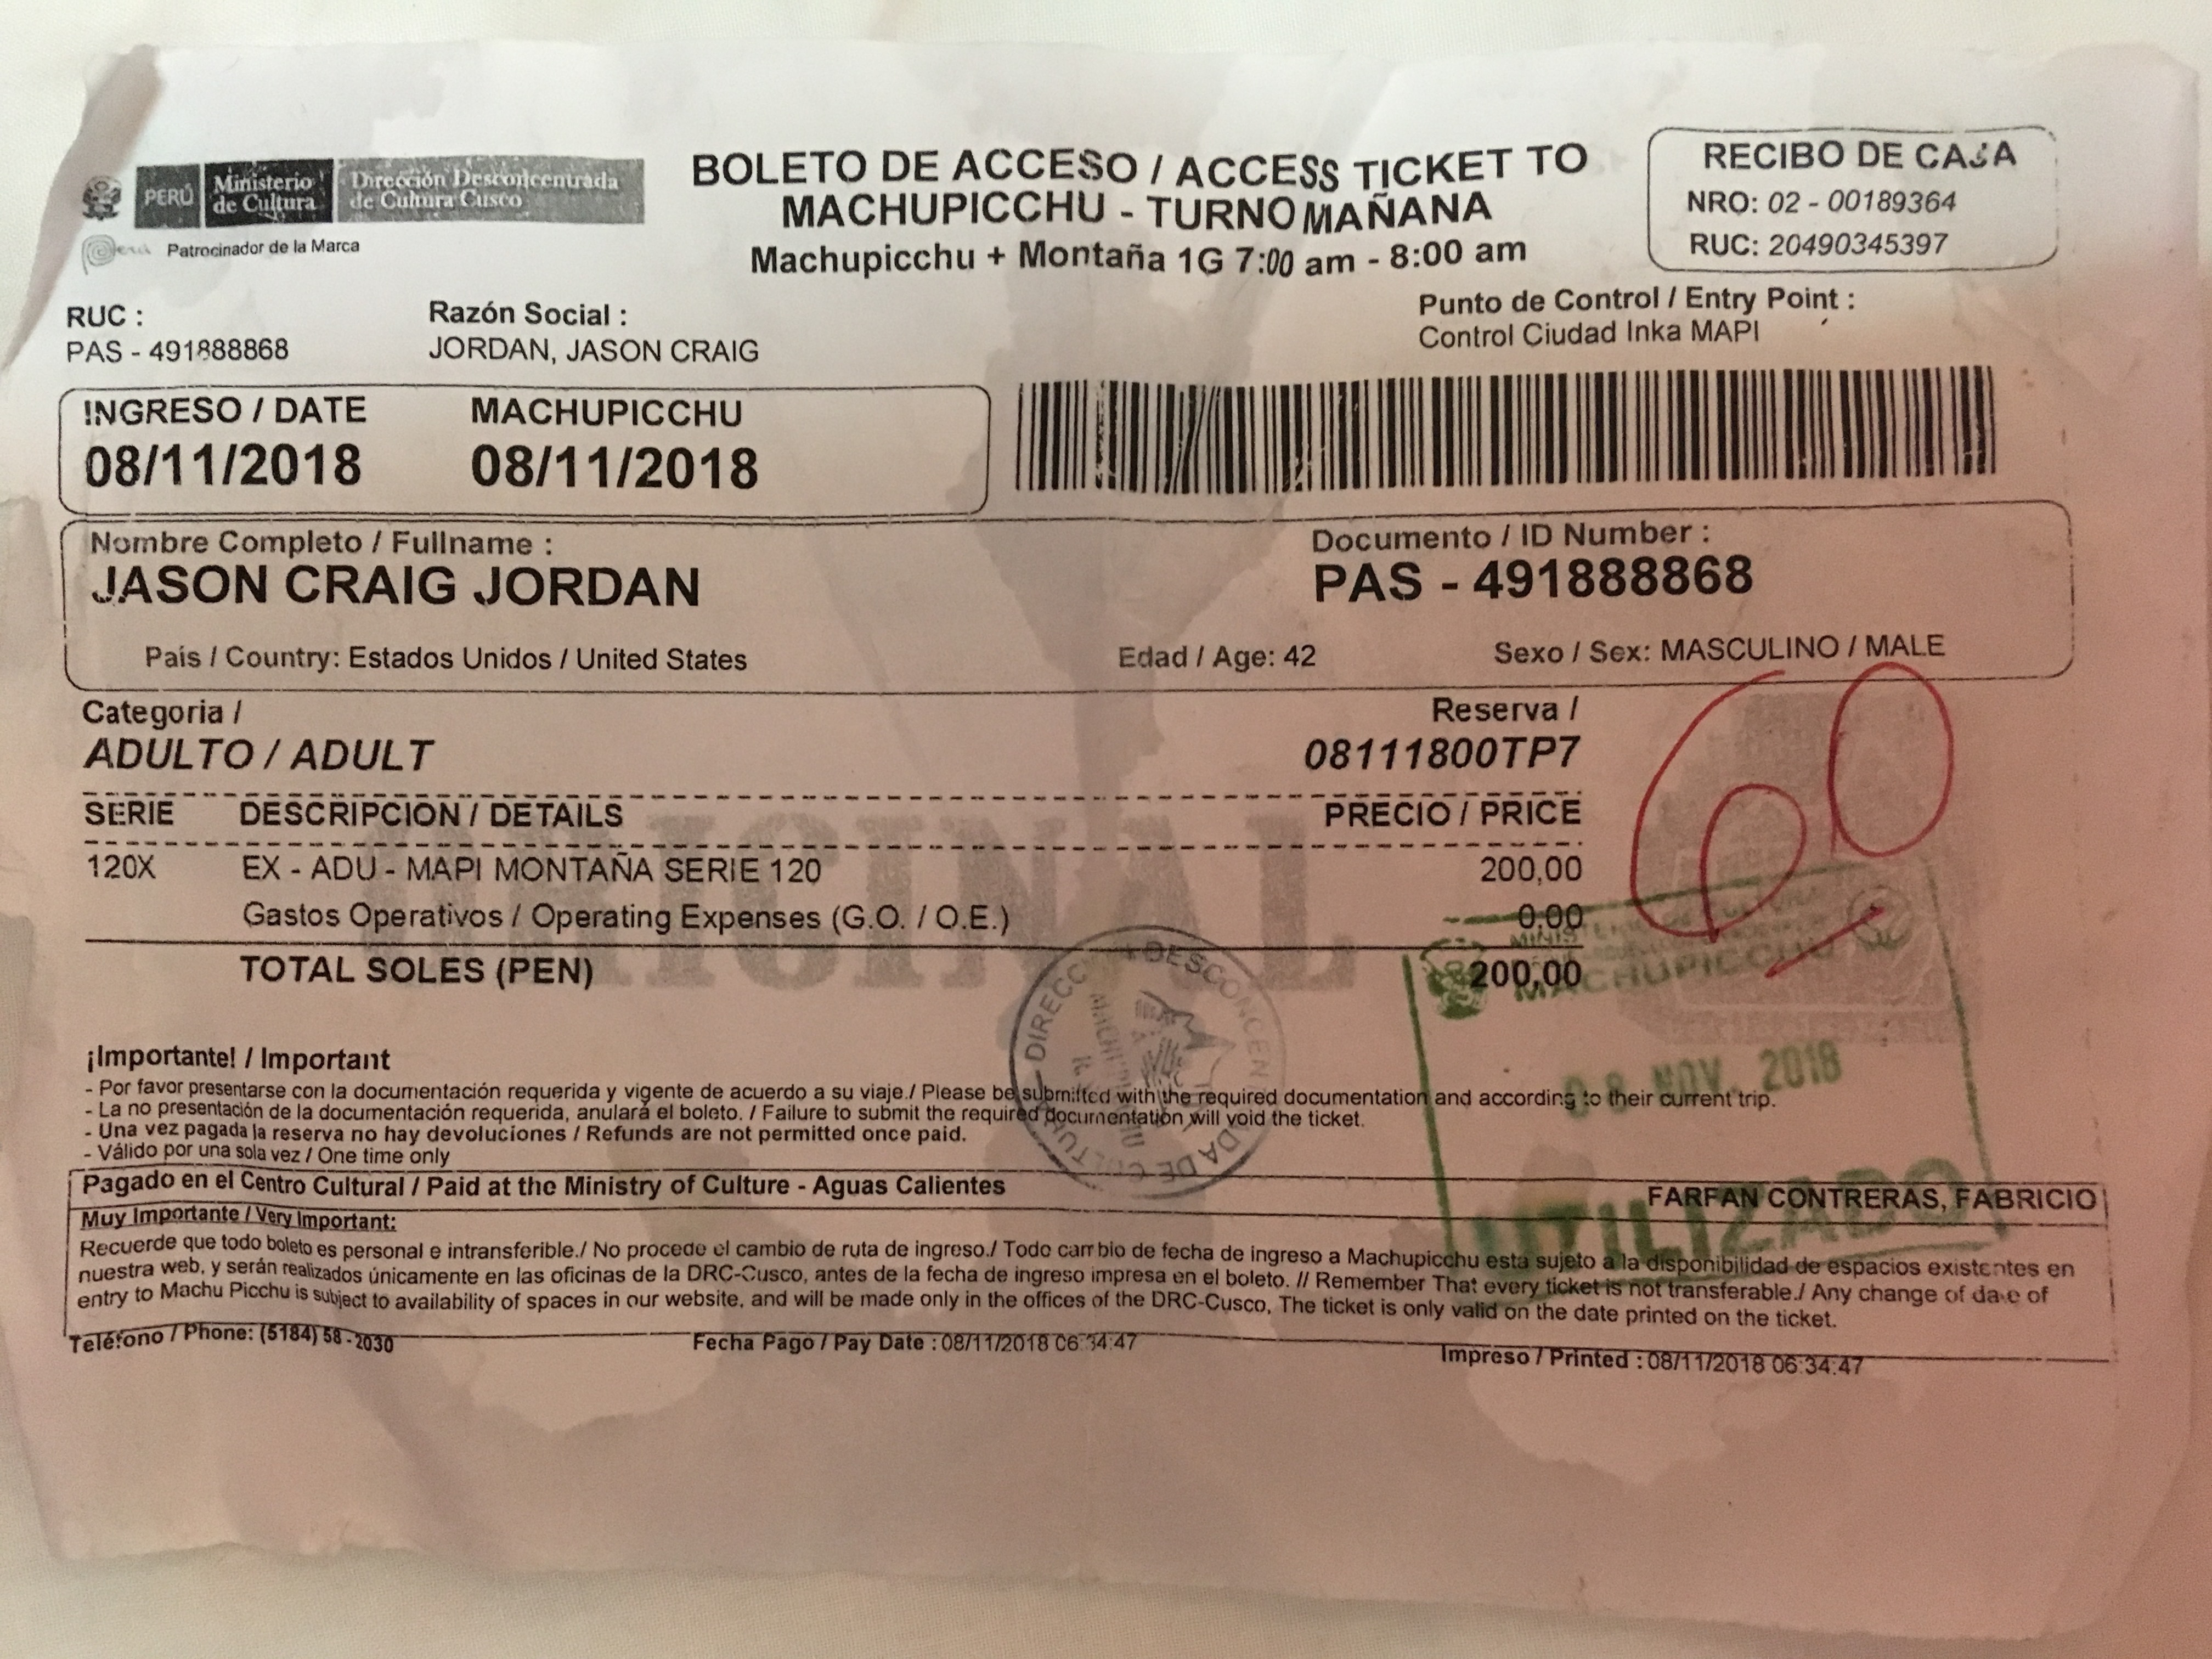 BOLETO DE ACCESO / ACCESS TICKET TO
MACHUPICCHU - TURNO MAÑANA
Machupicchu + Montaña 1G 7:00 am - 8:00 am
PERÚ
Ministerio de Cultura
Dirección Desconcentrada de Cultura Cusco
Patrocinador de la Marca
RECIBO DE CAJA
NRO: 02 - 00189364
RUC: 20490345397
RUC :
PAS - 491888868
Razón Social :
JORDAN, JASON CRAIG
Punto de Control / Entry Point :
Control Ciudad Inka MAPI
INGRESO / DATE MACHUPICCHU
08/11/2018 08/11/2018
Nombre Completo / Fullname :
JASON CRAIG JORDAN
Documento / ID Number :
PAS - 491888868
País / Country: Estados Unidos / United States Edad / Age: 42 Sexo / Sex: MASCULINO / MALE
Categoria /
ADULTO / ADULT
Reserva /
08111800TP7
60
SERIE DESCRIPCION / DETAILS PRECIO / PRICE
120X EX - ADU - MAPI MONTAÑA SERIE 120 200,00
Gastos Operativos / Operating Expenses (G.O. / O.E.) 0.00
TOTAL SOLES (PEN) 200,00
MACHUPICCHU
08 NOV. 2018
UTILIZADO
¡Importante! / Important
- Por favor presentarse con la documentación requerida y vigente de acuerdo a su viaje./ Please be submitted with the required documentation and according to their current trip.
- La no presentación de la documentación requerida, anulará el boleto. / Failure to submit the required documentation will void the ticket.
- Una vez pagada la reserva no hay devoluciones / Refunds are not permitted once paid.
- Válido por una sola vez / One time only
Pagado en el Centro Cultural / Paid at the Ministry of Culture - Aguas Calientes FARFAN CONTRERAS, FABRICIO
Muy Importante / Very Important:
Recuerde que todo boleto es personal e intransferible./ No procede el cambio de ruta de ingreso./ Todo cambio de fecha de ingreso a Machupicchu esta sujeto a la disponibilidad de espacios existentes en
nuestra web, y serán realizados únicamente en las oficinas de la DRC-Cusco, antes de la fecha de ingreso impresa en el boleto. // Remember That every ticket is not transferable./ Any change of date of
entry to Machu Picchu is subject to availability of spaces in our website, and will be made only in the offices of the DRC-Cusco, The ticket is only valid on the date printed on the ticket.
Teléfono / Phone: (5184) 58 - 2030 Fecha Pago / Pay Date : 08/11/2018 06:34:47 Impreso / Printed : 08/11/2018 06:34:47